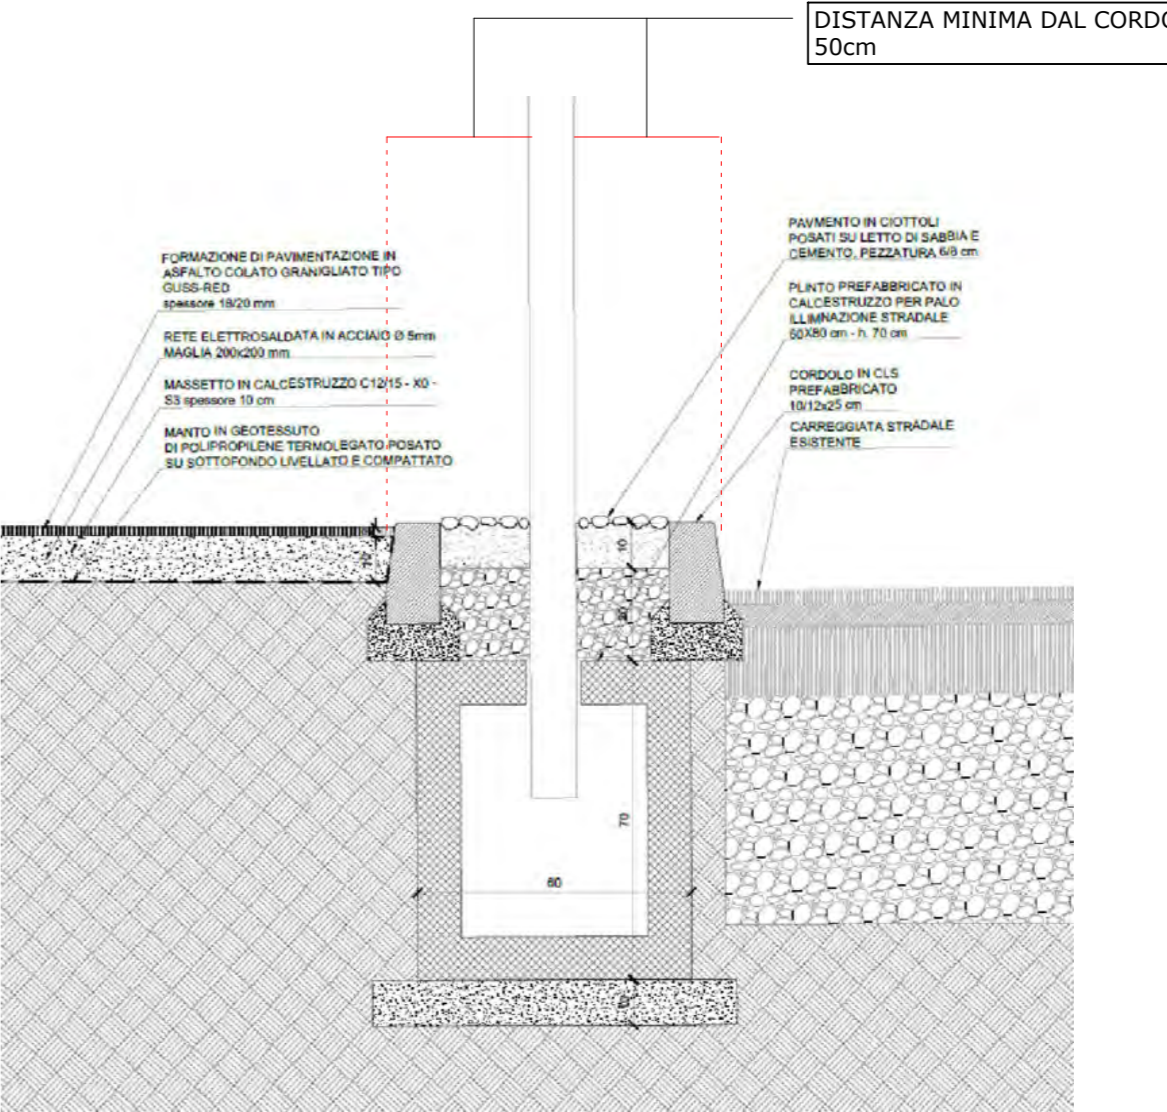 DISTANZA MINIMA DAL CORDO
50cm
FORMAZIONE DI PAVIMENTAZIONE IN
ASFALTO COLATO GRANIGLIATO TIPO
GUSS-RED
spessore 18/20 mm
RETE ELETTROSALDATA IN ACCIAIO Ø 5mm
MAGLIA 200x200 mm
MASSETTO IN CALCESTRUZZO C12/15 - X0 -
S3 spessore 10 cm
MANTO IN GEOTESSUTO
DI POLIPROPILENE TERMOLEGATO POSATO
SU SOTTOFONDO LIVELLATO E COMPATTATO
PAVMENTO IN CIOTTOLI
POSATI SU LETTO DI SABBIA E
CEMENTO, PEZZATURA 6/8 cm
PLINTO PREFABBRICATO IN
CALCESTRUZZO PER PALO
ILLIMNAZIONE STRADALE
60X80 cm - h. 70 cm
CORDOLO IN CLS
PREFABBRICATO
10/12x25 cm
CARREGGIATA STRADALE
ESISTENTE
10
20
70
60
10